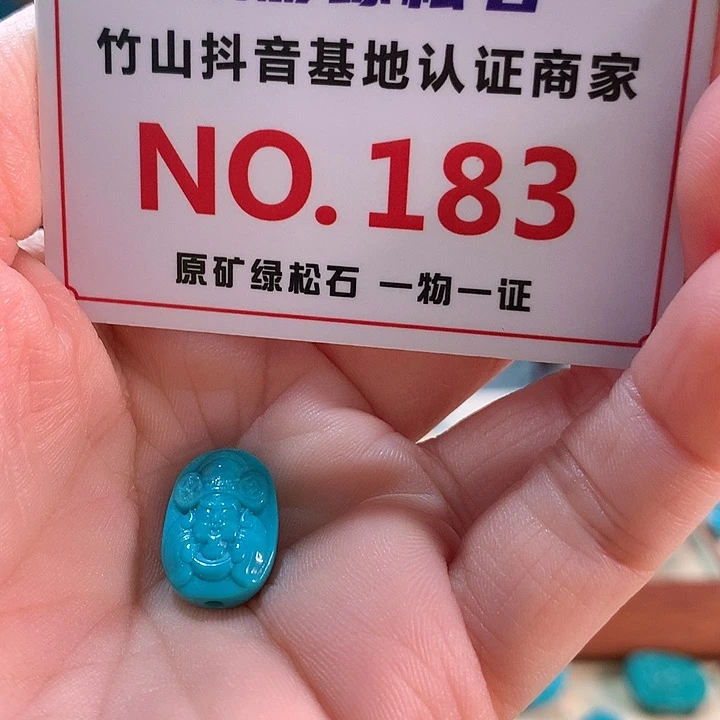 竹山抖音基地认证商家
NO.183
原矿绿松石 一物一证